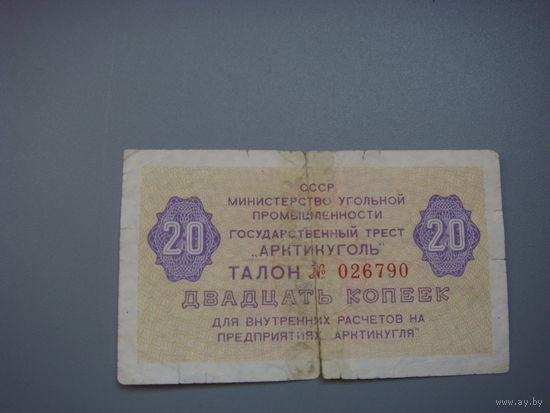 СССР
МИНИСТЕРСТВО УГОЛЬНОЙ
ПРОМЫШЛЕННОСТИ
ГОСУДАРСТВЕННЫЙ ТРЕСТ
„АРКТИКУГОЛЬ"
20
20
ТАЛОН № 026790
ДВАДЦАТЬ КОПЕЕК
ДЛЯ ВНУТРЕННИХ РАСЧЕТОВ НА
ПРЕДПРИЯТИЯХ „АРКТИКУГЛЯ"
www.ay.by